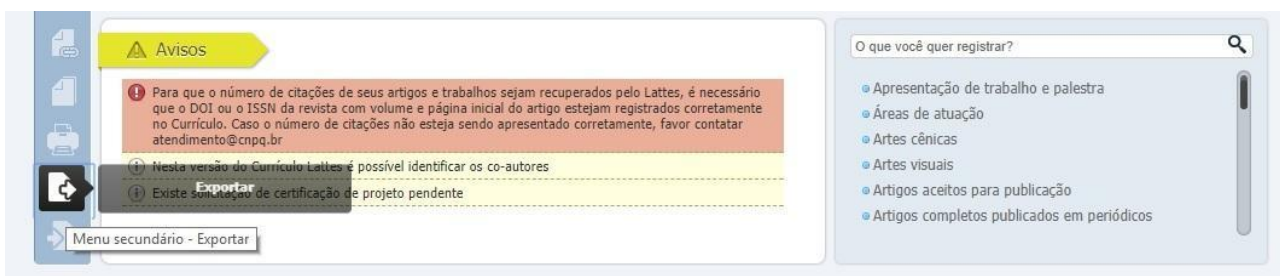 Avisos
Para que o número de citações de seus artigos e trabalhos sejam recuperados pelo Lattes, é necessário
que o DOI ou o ISSN da revista com volume e página inicial do artigo estejam registrados corretamente
no Currículo. Caso o número de citações não esteja sendo apresentado corretamente, favor contatar
atendimento@cnpq.br
Nesta versão do Currículo Lattes é possível identificar os co-autores
Existe solicitação de certificação de projeto pendente
Exportar
Menu secundário - Exportar
O que você quer registrar?
Apresentação de trabalho e palestra
Áreas de atuação
Artes cênicas
Artes visuais
Artigos aceitos para publicação
Artigos completos publicados em periódicos